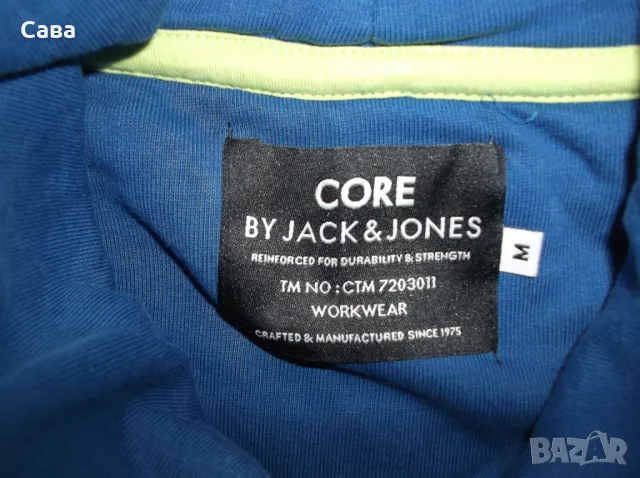 Сава
CORE
BY JACK & JONES
REINFORCED FOR DURABILITY & STRENGTH
TM NO : CTM 7203011
WORKWEAR
CRAFTED & MANUFACTURED SINCE 1975
M
BAZAR